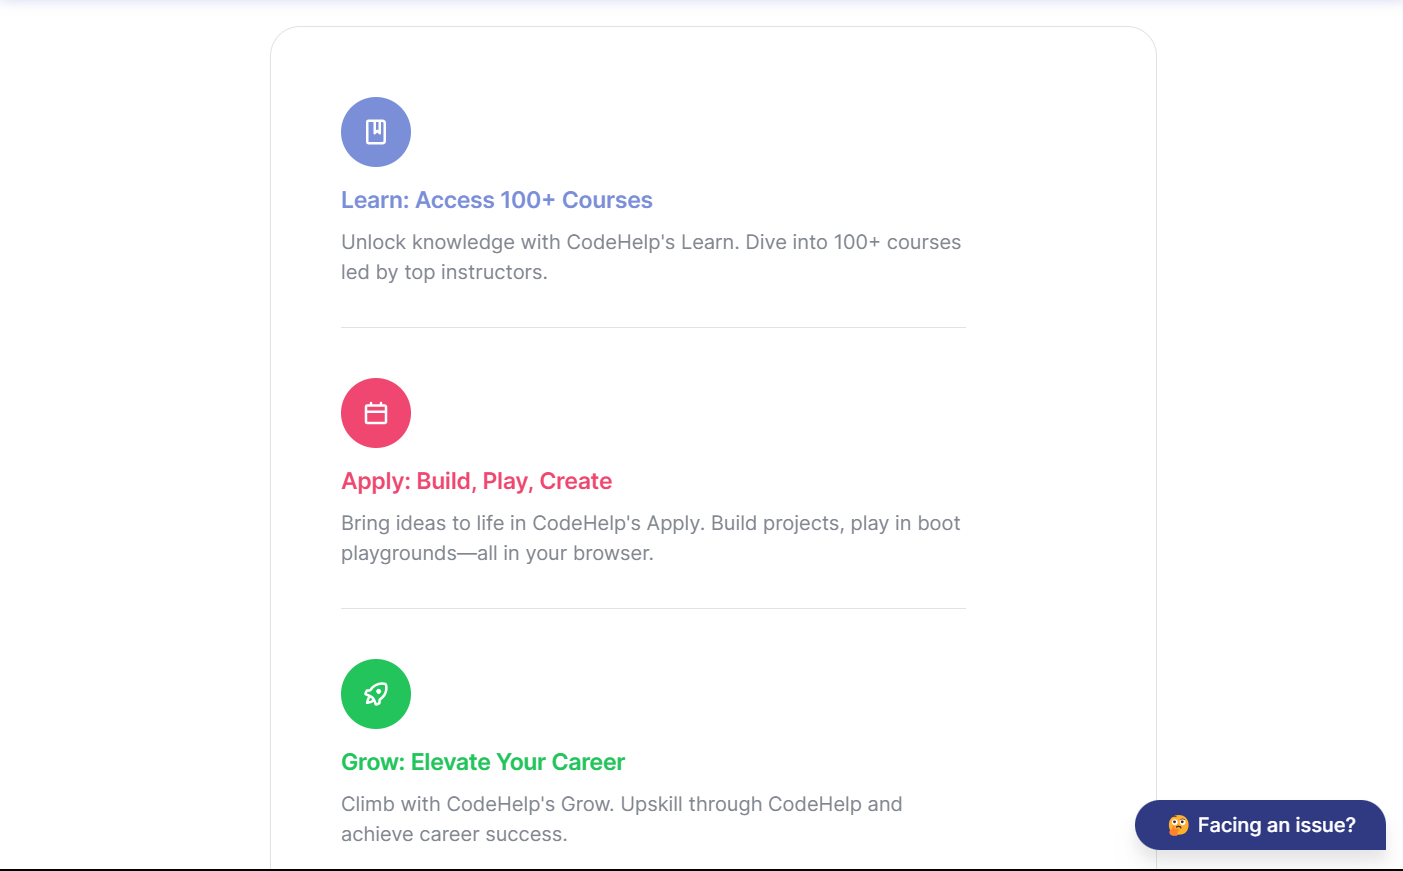 Learn: Access 100+ Courses
Unlock knowledge with CodeHelp's Learn. Dive into 100+ courses
led by top instructors.
Apply: Build, Play, Create
Bring ideas to life in CodeHelp's Apply. Build projects, play in boot
playgrounds—all in your browser.
Grow: Elevate Your Career
Climb with CodeHelp's Grow. Upskill through CodeHelp and
achieve career success.
🤔 Facing an issue?